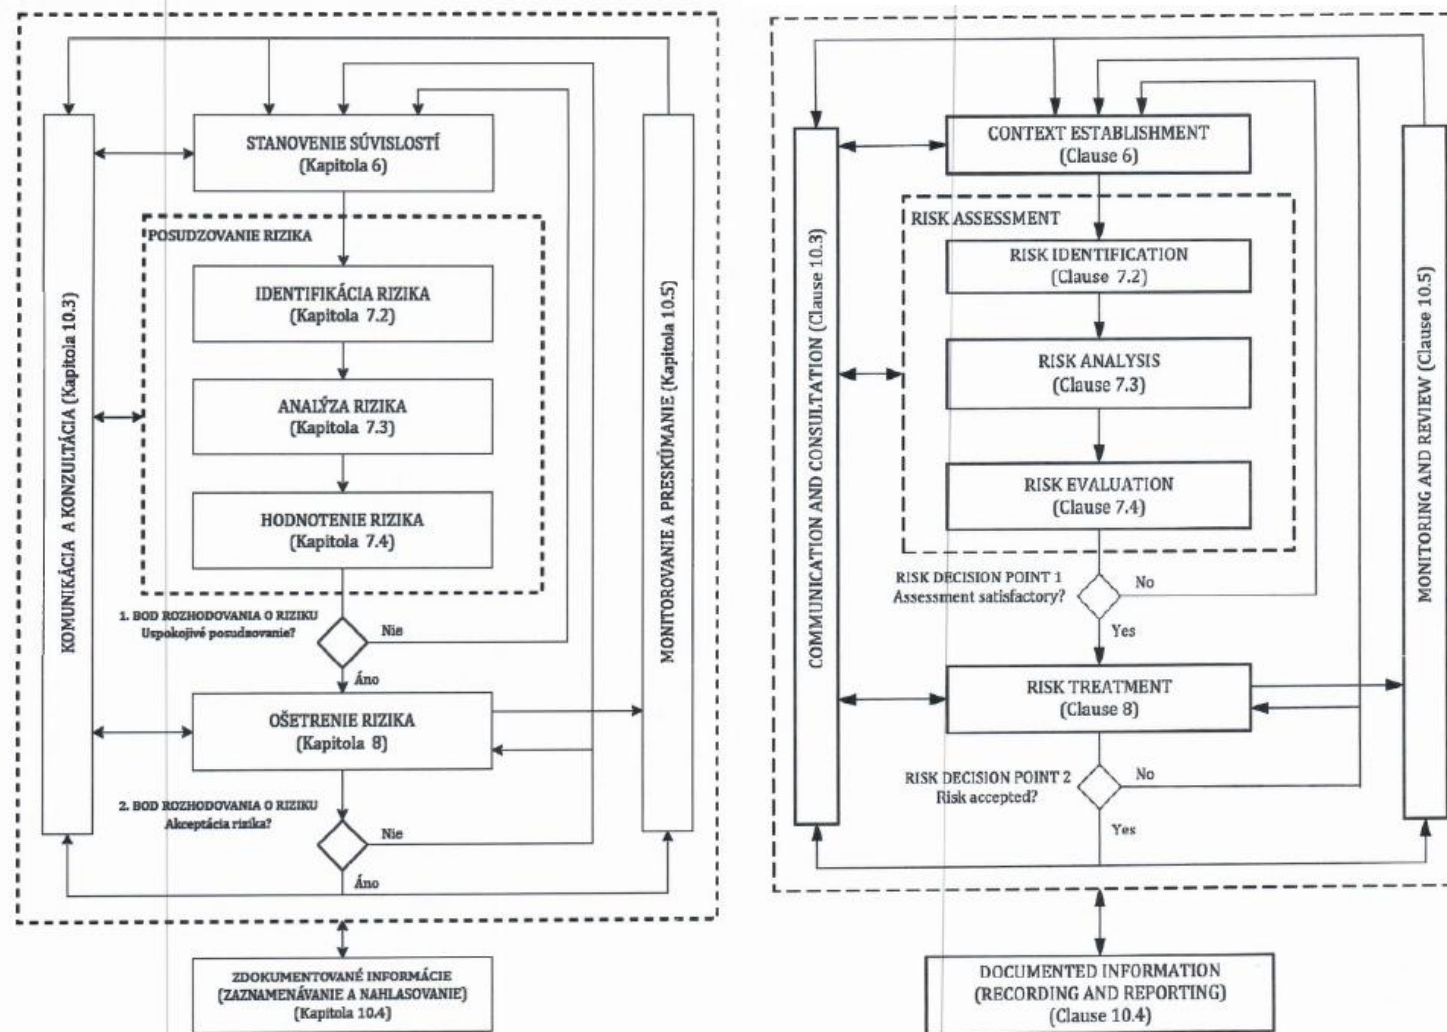 STANOVENIE SÚVISLOSTÍ
(Kapitola 6)
POSUDZOVANIE RIZIKA
IDENTIFIKÁCIA RIZIKA
(Kapitola 7.2)
ANALÝZA RIZIKA
(Kapitola 7.3)
HODNOTENIE RIZIKA
(Kapitola 7.4)
KOMUNIKÁCIA A KONZULTÁCIA (Kapitola 10.3)
MONITOROVANIE A PRESKÚMANIE (Kapitola 10.5)
1. BOD ROZHODOVANIA O RIZIKU
Uspokojivé posudzovanie?
Nie
Áno
OŠETRENIE RIZIKA
(Kapitola 8)
2. BOD ROZHODOVANIA O RIZIKU
Akceptácia rizika?
Nie
Áno
ZDOKUMENTOVANÉ INFORMÁCIE
(ZAZNAMENÁVANIE A NAHLASOVANIE)
(Kapitola 10.4)
CONTEXT ESTABLISHMENT
(Clause 6)
RISK ASSESSMENT
RISK IDENTIFICATION
(Clause 7.2)
RISK ANALYSIS
(Clause 7.3)
RISK EVALUATION
(Clause 7.4)
COMMUNICATION AND CONSULTATION (Clause 10.3)
MONITORING AND REVIEW (Clause 10.5)
RISK DECISION POINT 1
Assessment satisfactory?
No
Yes
RISK TREATMENT
(Clause 8)
RISK DECISION POINT 2
Risk accepted?
No
Yes
DOCUMENTED INFORMATION
(RECORDING AND REPORTING)
(Clause 10.4)